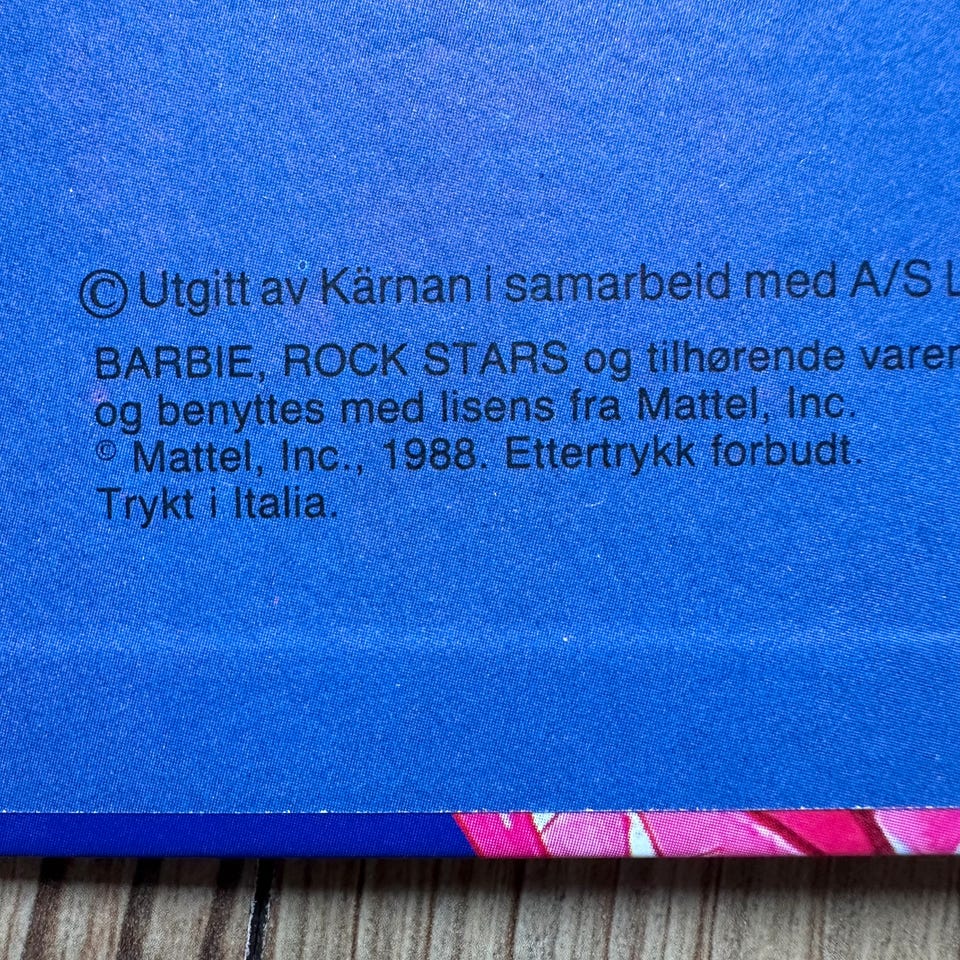 © Utgitt av Kärnan i samarbeid med A/S L
BARBIE, ROCK STARS og tilhørende varer
og benyttes med lisens fra Mattel, Inc.
© Mattel, Inc., 1988. Ettertrykk forbudt.
Trykt i Italia.